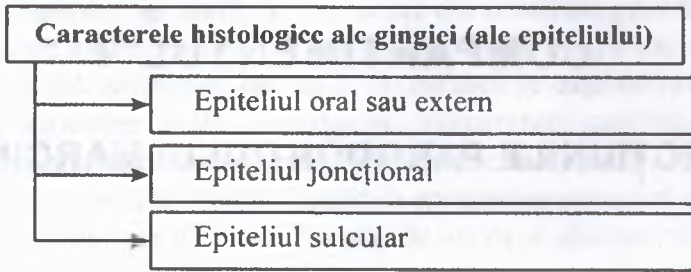 Caracterele histologice ale gingiei (ale epiteliului)
Epiteliul oral sau extern
Epiteliul joncțional
Epiteliul sulcular